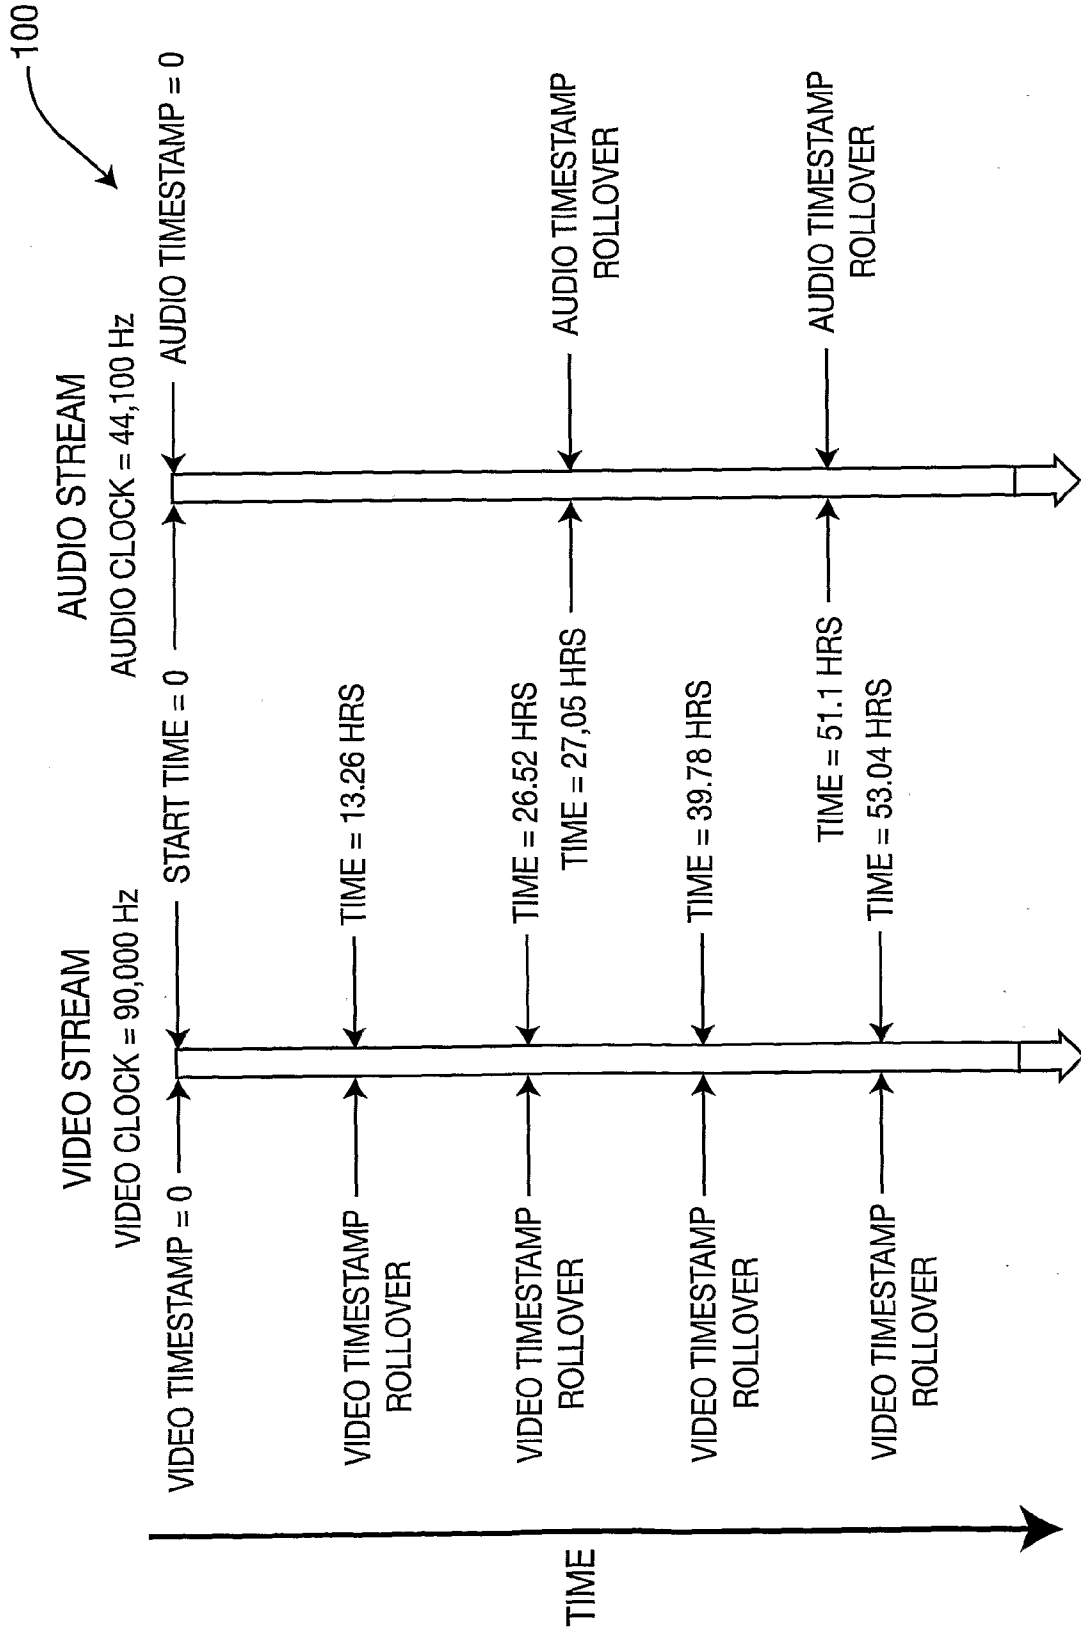 100
VIDEO STREAM
VIDEO CLOCK = 90,000 Hz
AUDIO STREAM
AUDIO CLOCK = 44,100 Hz
VIDEO TIMESTAMP = 0
START TIME = 0
AUDIO TIMESTAMP = 0
VIDEO TIMESTAMP
ROLLOVER
TIME = 13.26 HRS
VIDEO TIMESTAMP
ROLLOVER
TIME = 26.52 HRS
TIME = 27,05 HRS
AUDIO TIMESTAMP
ROLLOVER
VIDEO TIMESTAMP
ROLLOVER
TIME = 39.78 HRS
TIME = 51.1 HRS
AUDIO TIMESTAMP
ROLLOVER
VIDEO TIMESTAMP
ROLLOVER
TIME = 53.04 HRS
TIME